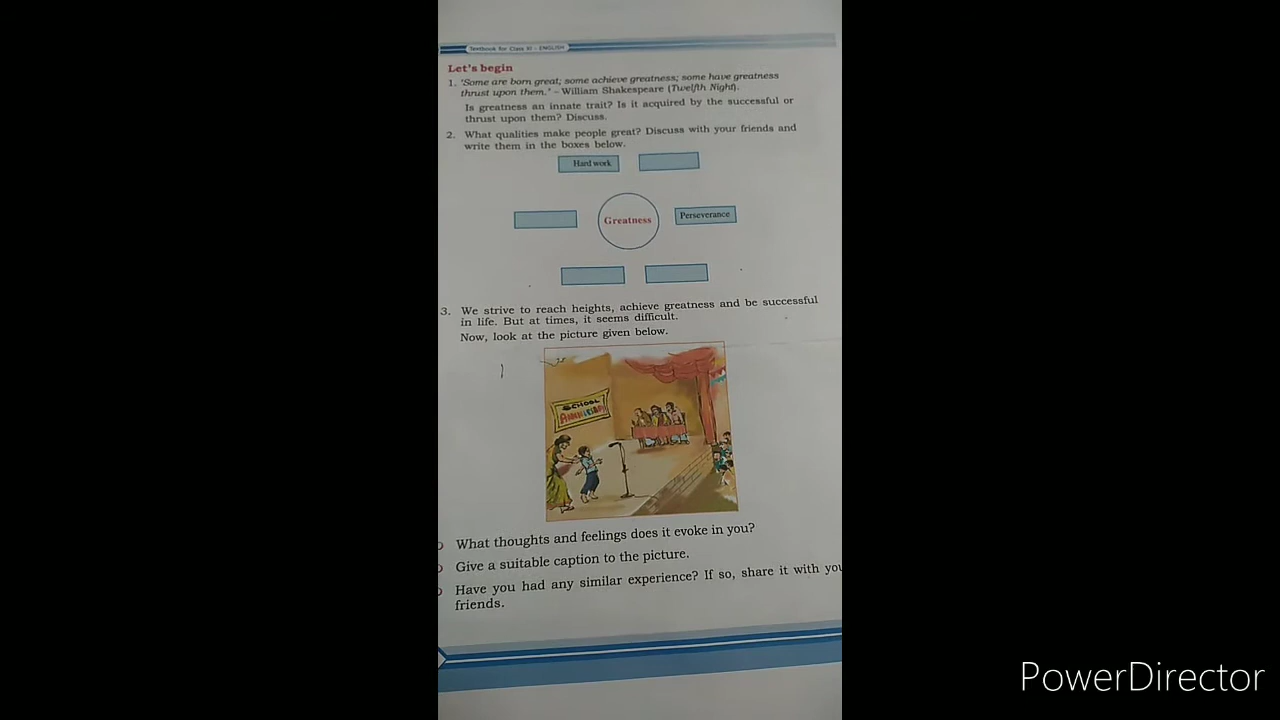 Textbook for Class XI - ENGLISH
Let's begin
1. 'Some are born great; some achieve greatness; some have greatness
thrust upon them.' - William Shakespeare (Twelfth Night).
Is greatness an innate trait? Is it acquired by the successful or
thrust upon them? Discuss.
2. What qualities make people great? Discuss with your friends and
write them in the boxes below.
Hard work
Greatness
Perseverance
3. We strive to reach heights, achieve greatness and be successful
in life. But at times, it seems difficult.
Now, look at the picture given below.
SCHOOL
What thoughts and feelings does it evoke in you?
Give a suitable caption to the picture.
Have you had any similar experience? If so, share it with you
friends.
PowerDirector